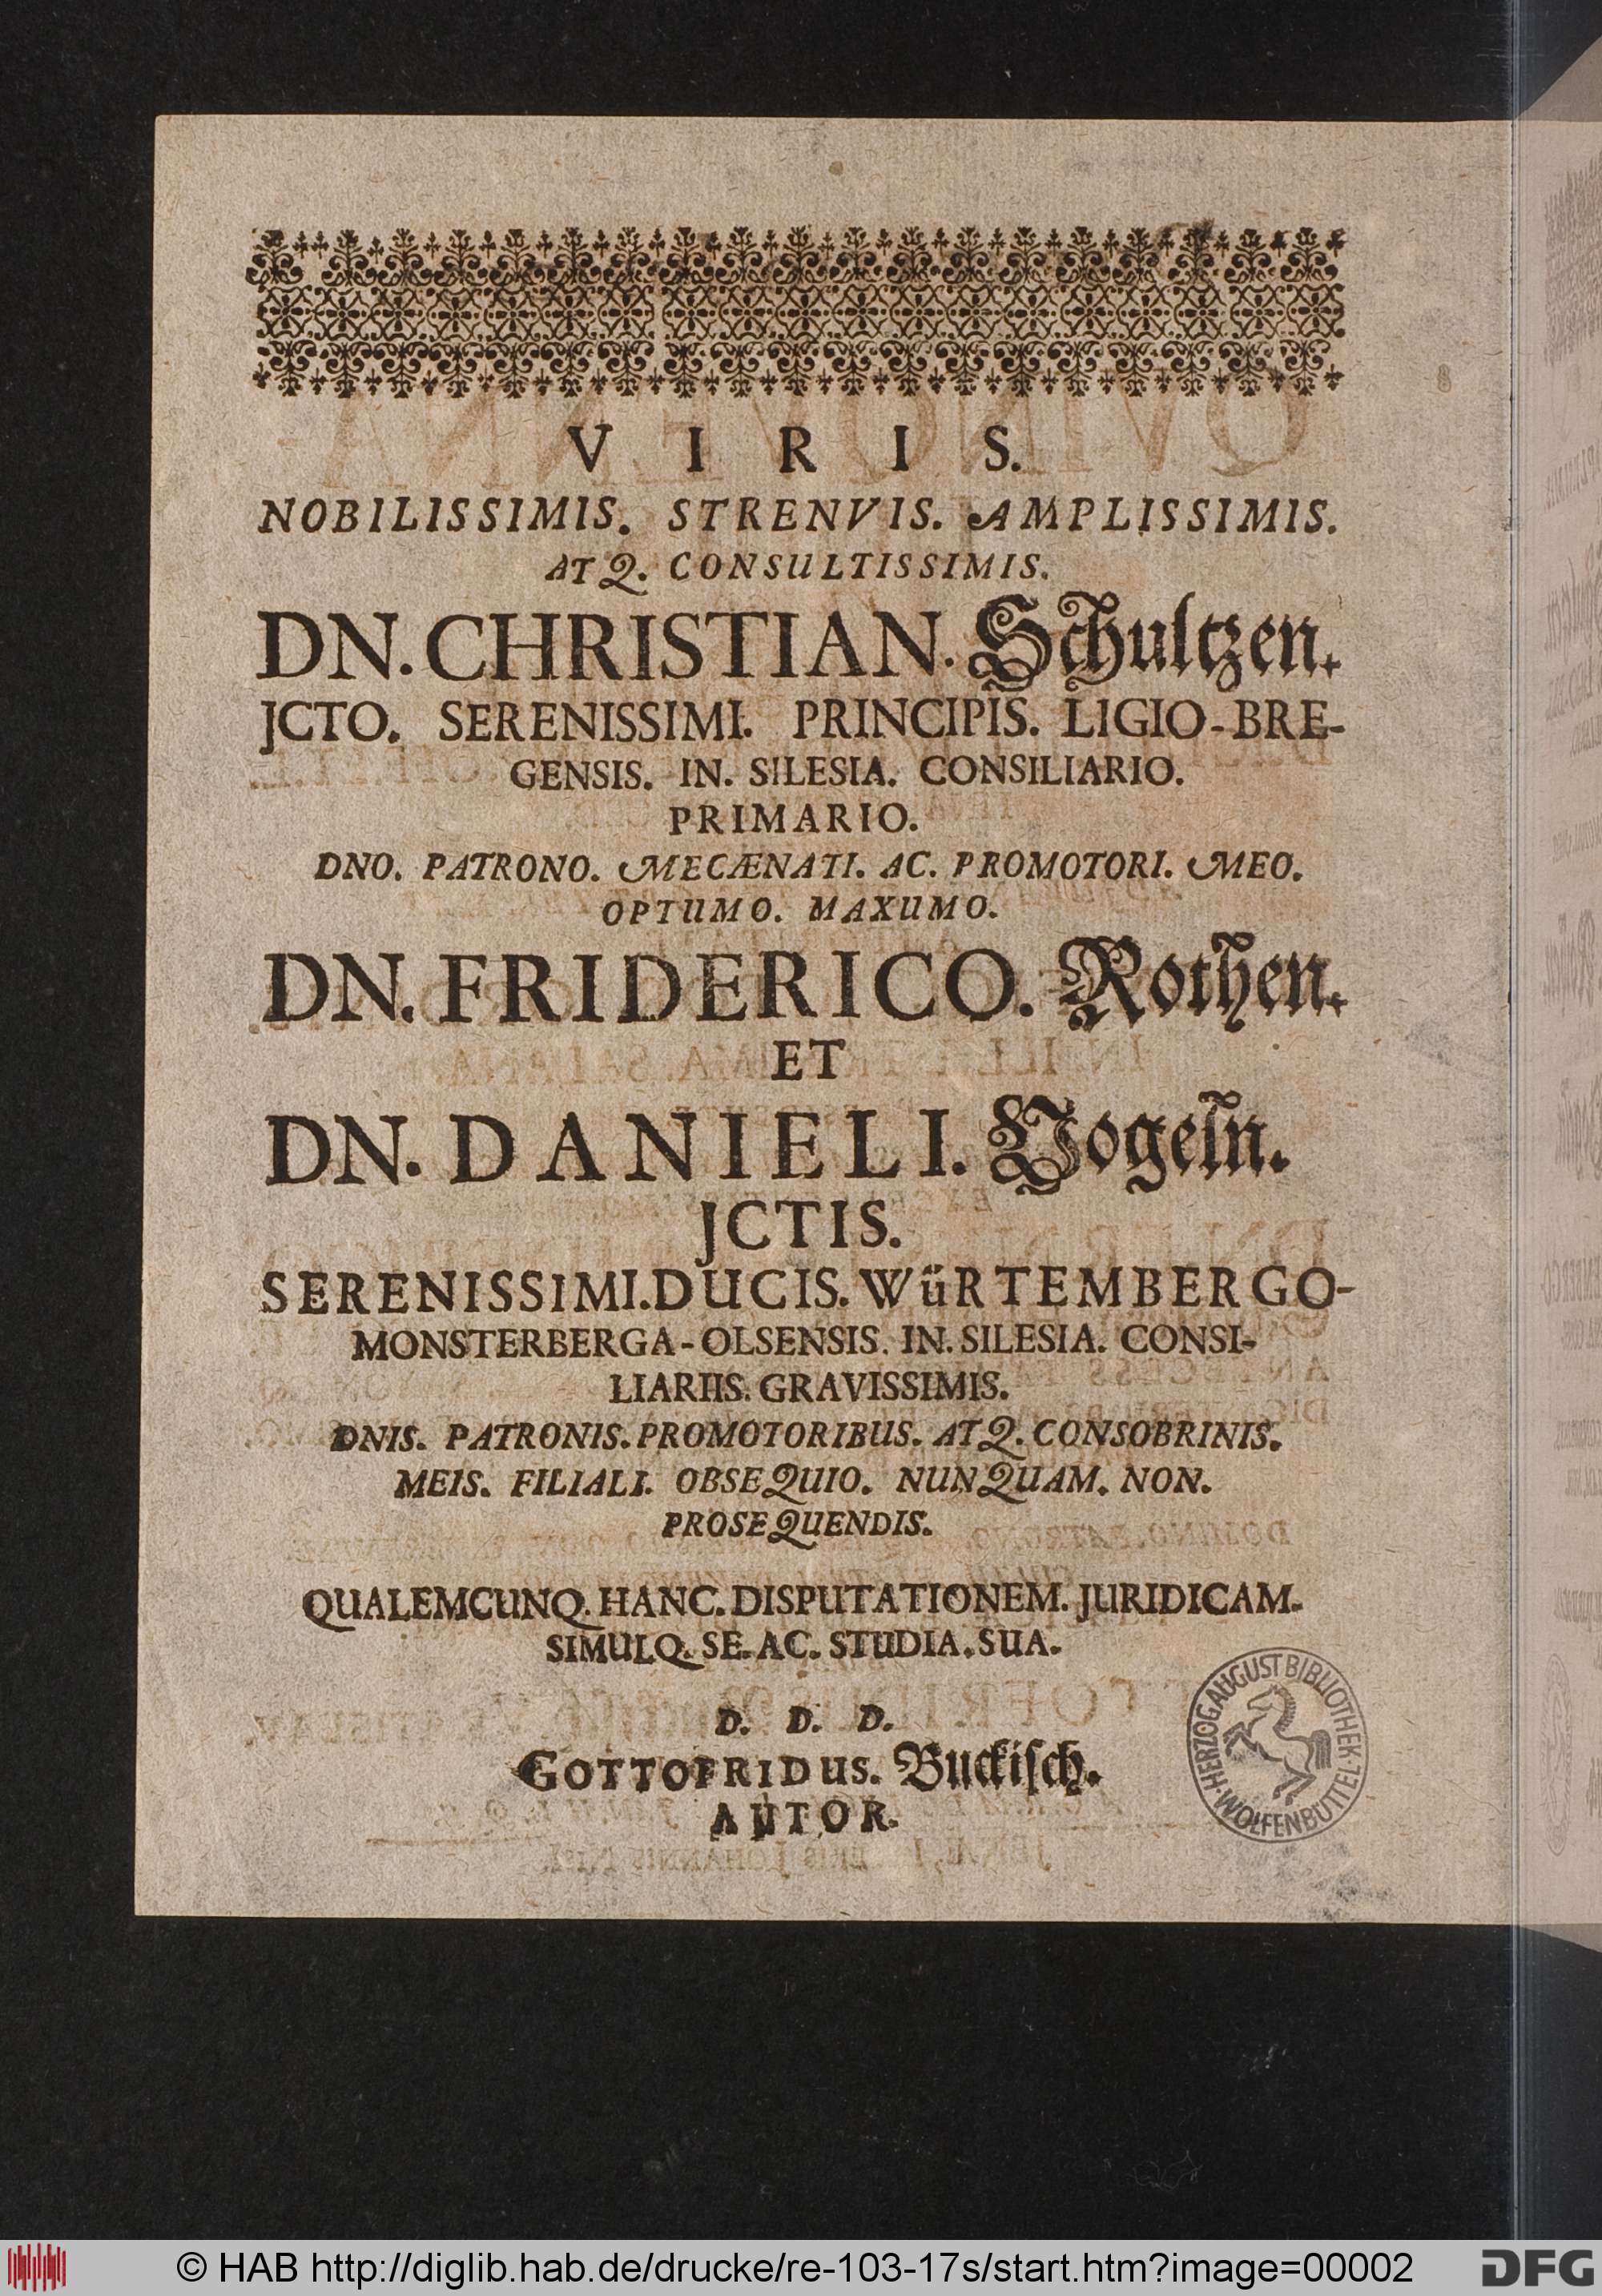 V I R I S.
NOBILISSIMIS. STRENVIS. AMPLISSIMIS.
ATQ. CONSULTISSIMIS.
DN. CHRISTIAN. Schultzen.
JCTO. SERENISSIMI. PRINCIPIS. LIGIO-BRE-
GENSIS. IN. SILESIA. CONSILIARIO.
PRIMARIO.
DNO. PATRONO. MECÆNATI. AC. PROMOTORI. MEO.
OPTUMO. MAXUMO.
DN. FRIDERICO. Rothen.
ET
DN. DANIELI. Vogeln.
JCTIS.
SERENISSIMI. DUCIS. WüRTEMBERGO-
MONSTERBERGA-OLSENSIS. IN. SILESIA. CONSI-
LIARIIS. GRAVISSIMIS.
DNIS. PATRONIS. PROMOTORIBUS. ATQ. CONSOBRINIS.
MEIS. FILIALI. OBSEQUIO. NUNQUAM. NON.
PROSEQUENDIS.
QUALEMCUNQ. HANC. DISPUTATIONEM. JURIDICAM.
SIMULQ. SE. AC. STUDIA. SUA.
D. D. D.
GOTTOFRIDUS. Buckiſch.
AUTOR.
HERZOG AUGUST BIBLIOTHEK · WOLFENBÜTTEL ·
© HAB http://diglib.hab.de/drucke/re-103-17s/start.htm?image=00002
DFG